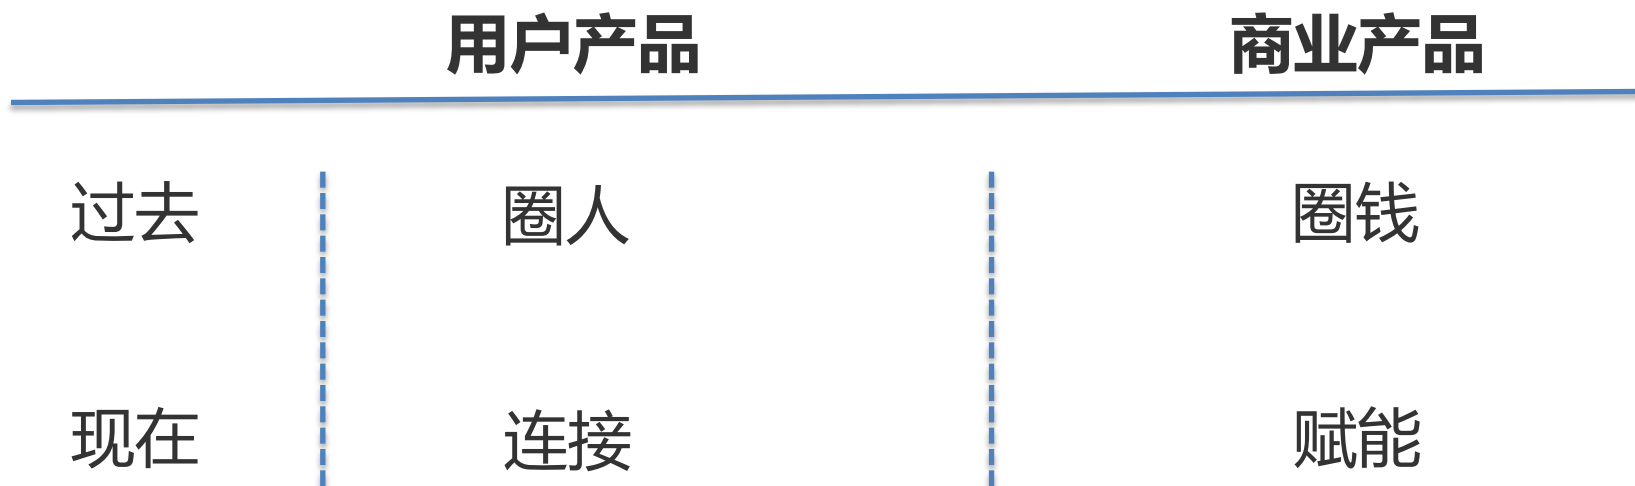 用户产品 商业产品
过去 圈人 圈钱
现在 连接 赋能